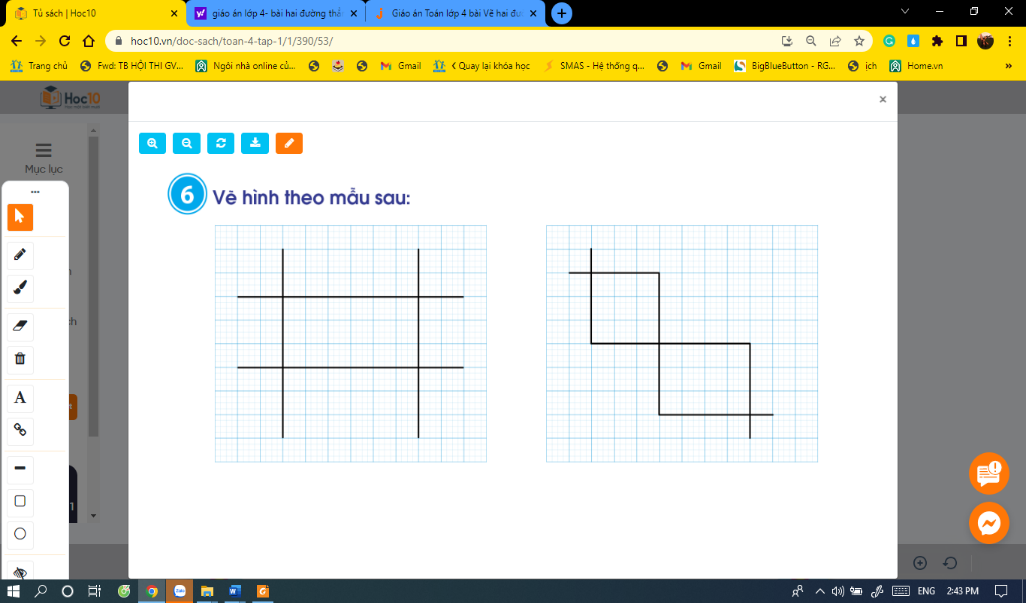 Tủ sách | Hoc10
giáo án lớp 4- bài hai đường thẳ
Giáo án Toán lớp 4 bài Vẽ hai đư
hoc10.vn/doc-sach/toan-4-tap-1/1/390/53/
Trang chủ
Fwd: TB HỘI THI GV...
Ngôi nhà online củ...
Gmail
Quay lại khóa học
SMAS - Hệ thống q...
Gmail
BigBlueButton - RG...
ịch
Home.vn
»
Hoc10
×
Mục lục
6 Vẽ hình theo mẫu sau:
A
ENG
2:43 PM